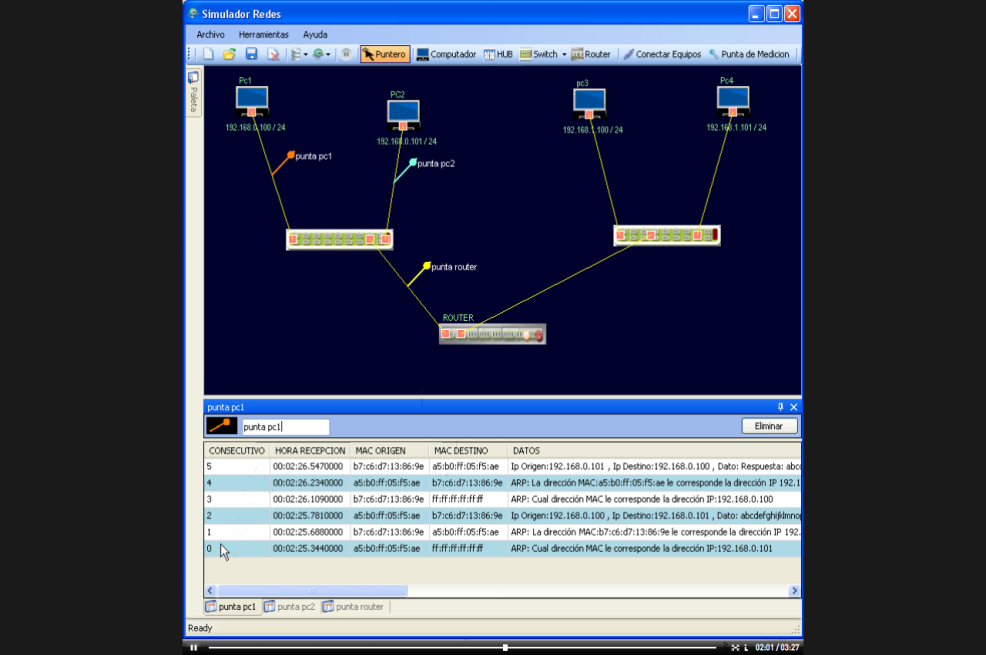 Simulador Redes
Archivo Herramientas Ayuda
Puntero Computador HUB Switch Router Conectar Equipos Punta de Medicion
Paleta
Pc1
PC2
pc3
Pc4
192.168.0.100 / 24
192.168.0.101 / 24
192.168.1.100 / 24
192.168.1.101 / 24
punta pc1
punta pc2
punta router
ROUTER
punta pc1
punta pc1
Eliminar
CONSECUTIVO HORA RECEPCION MAC ORIGEN MAC DESTINO DATOS
5 00:02:26.5470000 b7:c6:d7:13:86:9e a5:b0:ff:05:f5:ae Ip Origen:192.168.0.101 , Ip Destino:192.168.0.100 , Dato: Respuesta: abc
4 00:02:26.2340000 a5:b0:ff:05:f5:ae b7:c6:d7:13:86:9e ARP: La dirección MAC:a5:b0:ff:05:f5:ae le corresponde la dirección IP 192.1
3 00:02:26.1090000 b7:c6:d7:13:86:9e ff:ff:ff:ff:ff:ff ARP: Cual dirección MAC le corresponde la dirección IP:192.168.0.100
2 00:02:25.7810000 a5:b0:ff:05:f5:ae b7:c6:d7:13:86:9e Ip Origen:192.168.0.100 , Ip Destino:192.168.0.101 , Dato: abcdefghijklmno
1 00:02:25.6880000 b7:c6:d7:13:86:9e a5:b0:ff:05:f5:ae ARP: La dirección MAC:b7:c6:d7:13:86:9e le corresponde la dirección IP 192.
0 00:02:25.3440000 a5:b0:ff:05:f5:ae ff:ff:ff:ff:ff:ff ARP: Cual dirección MAC le corresponde la dirección IP:192.168.0.101
punta pc1 punta pc2 punta router
Ready
02:01 / 03:27